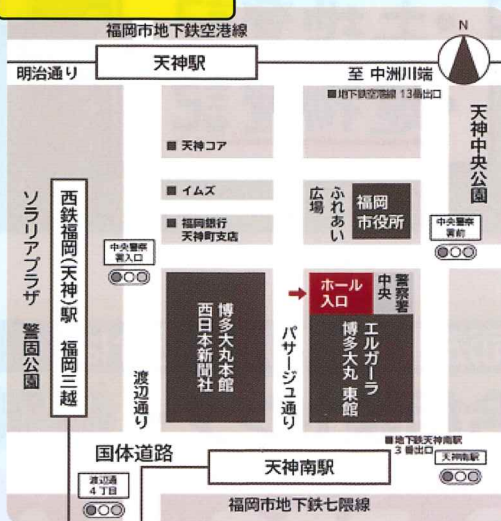 福岡市地下鉄空港線
N
明治通り
天神駅
至 中洲川端
■地下鉄空港線 13番出口
天神中央公園
■ 天神コア
■ イムズ
■ 福岡銀行
天神町支店
ふれあい
広場
福岡
市役所
中央警察
署前
中央警察
署入口
ソラリアプラザ 警固公園
西鉄福岡(天神)駅 福岡三越
渡辺通り
博多大丸本館
西日本新聞社
パサージュ通り
ホール
入口
中央
警察署
エルガーラ
博多大丸 東館
国体道路
■地下鉄天神南駅
3番出口
天神南駅
天神南駅
渡辺通
4丁目
福岡市地下鉄七隈線